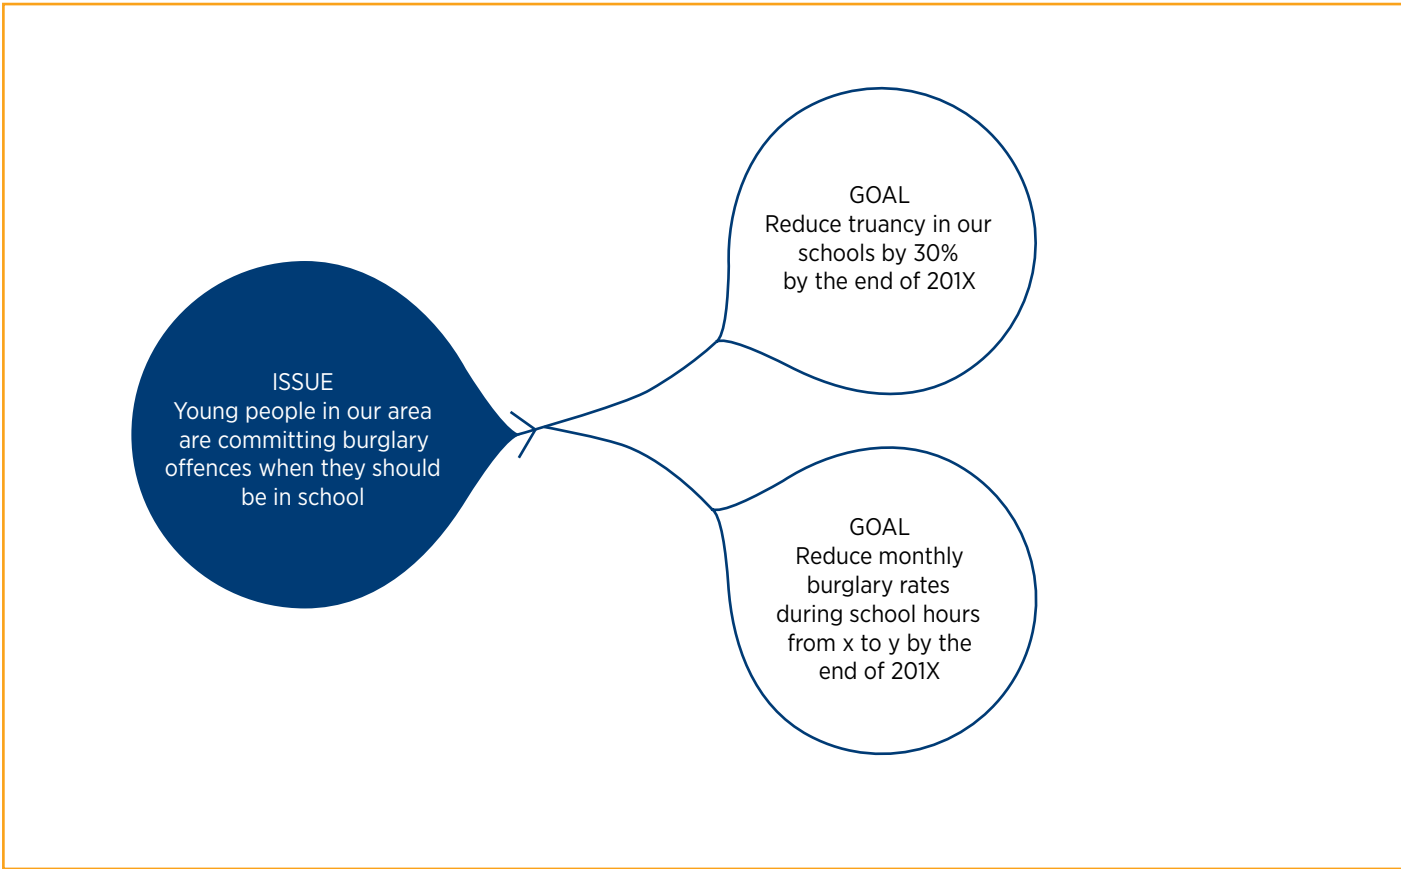 ISSUE
Young people in our area
are committing burglary
offences when they should
be in school
GOAL
Reduce truancy in our
schools by 30%
by the end of 201X
GOAL
Reduce monthly
burglary rates
during school hours
from x to y by the
end of 201X